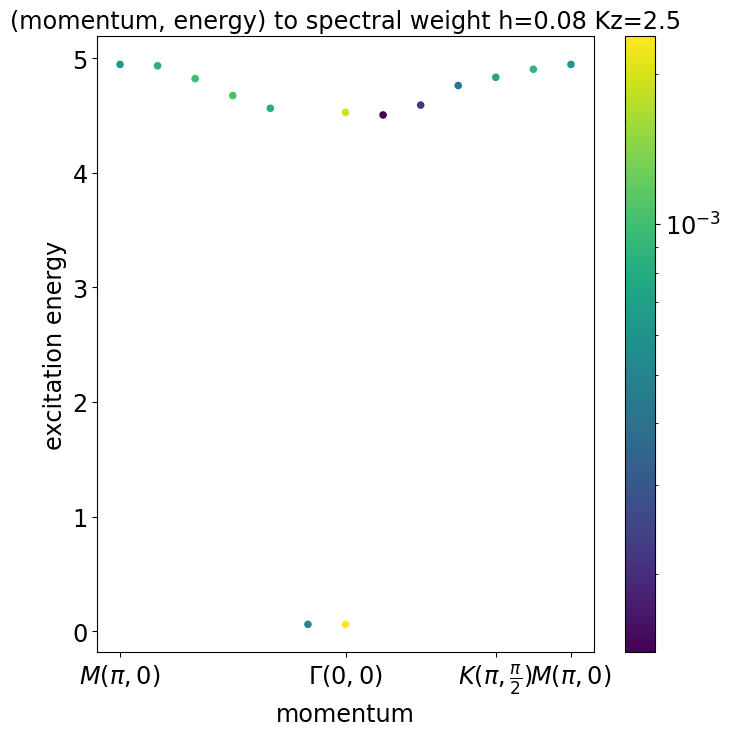 (momentum, energy) to spectral weight h=0.08 Kz=2.5
excitation energy
5
4
3
2
1
0
M(π, 0)
Γ(0, 0)
K(π, π/2)
M(π, 0)
momentum
10⁻³